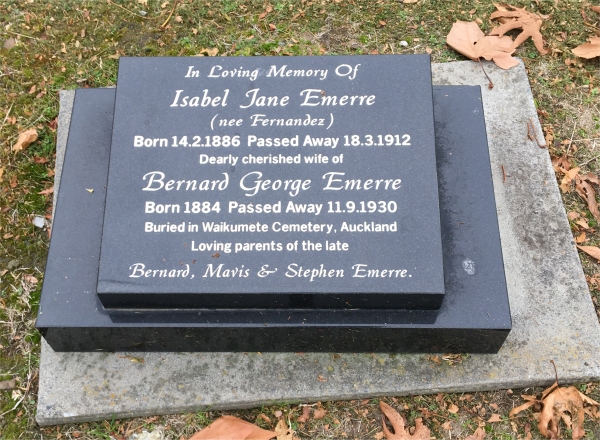 In Loving Memory Of
Isabel Jane Emerre
(nee Fernandez)
Born 14.2.1886 Passed Away 18.3.1912
Dearly cherished wife of
Bernard George Emerre
Born 1884 Passed Away 11.9.1930
Buried in Waikumete Cemetery, Auckland
Loving parents of the late
Bernard, Mavis & Stephen Emerre.